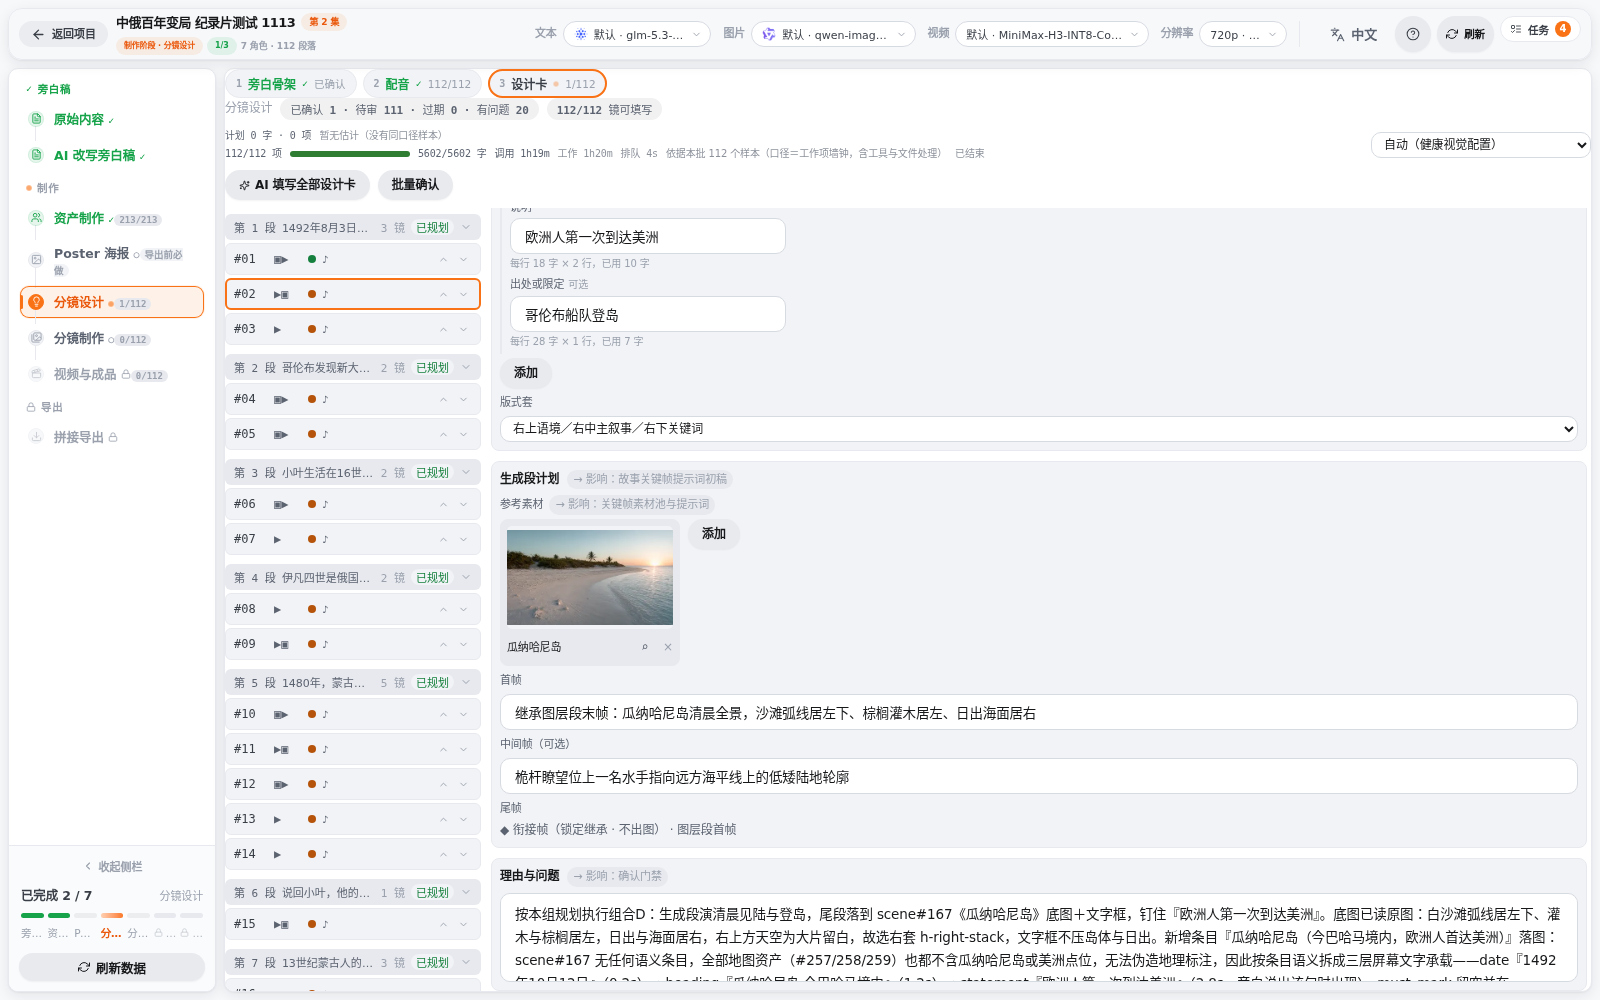 返回项目
中俄百年变局 纪录片测试 1113 第 2 集
制作阶段 · 分镜设计 1/3 7 角色 · 112 段落
文本 默认 · glm-5.3-...
图片 默认 · qwen-imag...
视频 默认 · MiniMax-H3-INT8-Co...
分辨率 720p · ...
中文
刷新
任务 4
✓ 旁白稿
原始内容 ✓
AI 改写旁白稿 ✓
制作
资产制作 ✓ 213/213
Poster 海报 导出前必做
分镜设计 1/112
分镜制作 0/112
视频与成品 0/112
导出
拼接导出
收起侧栏
已完成 2 / 7 分镜设计
旁... 资... P... 分... 分... ... ...
刷新数据
1 旁白骨架 ✓ 已确认
2 配音 ✓ 112/112
3 设计卡 1/112
分镜设计 已确认 1 · 待审 111 · 过期 0 · 有问题 20 112/112 镜可填写
计划 0 字 · 0 项 暂无估计（没有同口径样本）
112/112 项 5602/5602 字 调用 1h19m 工作 1h20m 排队 4s 依据本批 112 个样本（口径＝工作项墙钟，含工具与文件处理） 已结束
自动（健康视觉配置）
AI 填写全部设计卡 批量确认
第 1 段 1492年8月3日... 3 镜 已规划
#01
#02
#03
第 2 段 哥伦布发现新大... 2 镜 已规划
#04
#05
第 3 段 小叶生活在16世... 2 镜 已规划
#06
#07
第 4 段 伊凡四世是俄国... 2 镜 已规划
#08
#09
第 5 段 1480年，蒙古... 5 镜 已规划
#10
#11
#12
#13
#14
第 6 段 说回小叶，他的... 1 镜 已规划
#15
第 7 段 13世纪蒙古人的... 3 镜 已规划
说明
欧洲人第一次到达美洲
每行 18 字 × 2 行，已用 10 字
出处或限定 可选
哥伦布船队登岛
每行 28 字 × 1 行，已用 7 字
添加
版式套
右上语境／右中主叙事／右下关键词
生成段计划 → 影响：故事关键帧提示词初稿
参考素材 → 影响：关键帧素材池与提示词
添加
瓜纳哈尼岛
首帧
继承图层段末帧：瓜纳哈尼岛清晨全景，沙滩弧线居左下、棕榈灌木居左、日出海面居右
中间帧（可选）
桅杆瞭望位上一名水手指向远方海平线上的低矮陆地轮廓
尾帧
◆ 衔接帧（锁定继承 · 不出图） · 图层段首帧
理由与问题 → 影响：确认门禁
按本组规划执行组合D：生成段演清晨见陆与登岛，尾段落到 scene#167《瓜纳哈尼岛》底图＋文字框，钉住『欧洲人第一次到达美洲』。底图已读原图：白沙滩弧线居左下、灌
木与棕榈居左，日出与海面居右，右上方天空为大片留白，故选右套 h-right-stack，文字框不压岛体与日出。新增条目『瓜纳哈尼岛（今巴哈马境内，欧洲人首达美洲）』落图：
scene#167 无任何语义条目，全部地图资产（#257/258/259）也都不含瓜纳哈尼岛或美洲点位，无法伪造地理标注，因此按条目语义拆成三层屏幕文字承载——date『1492